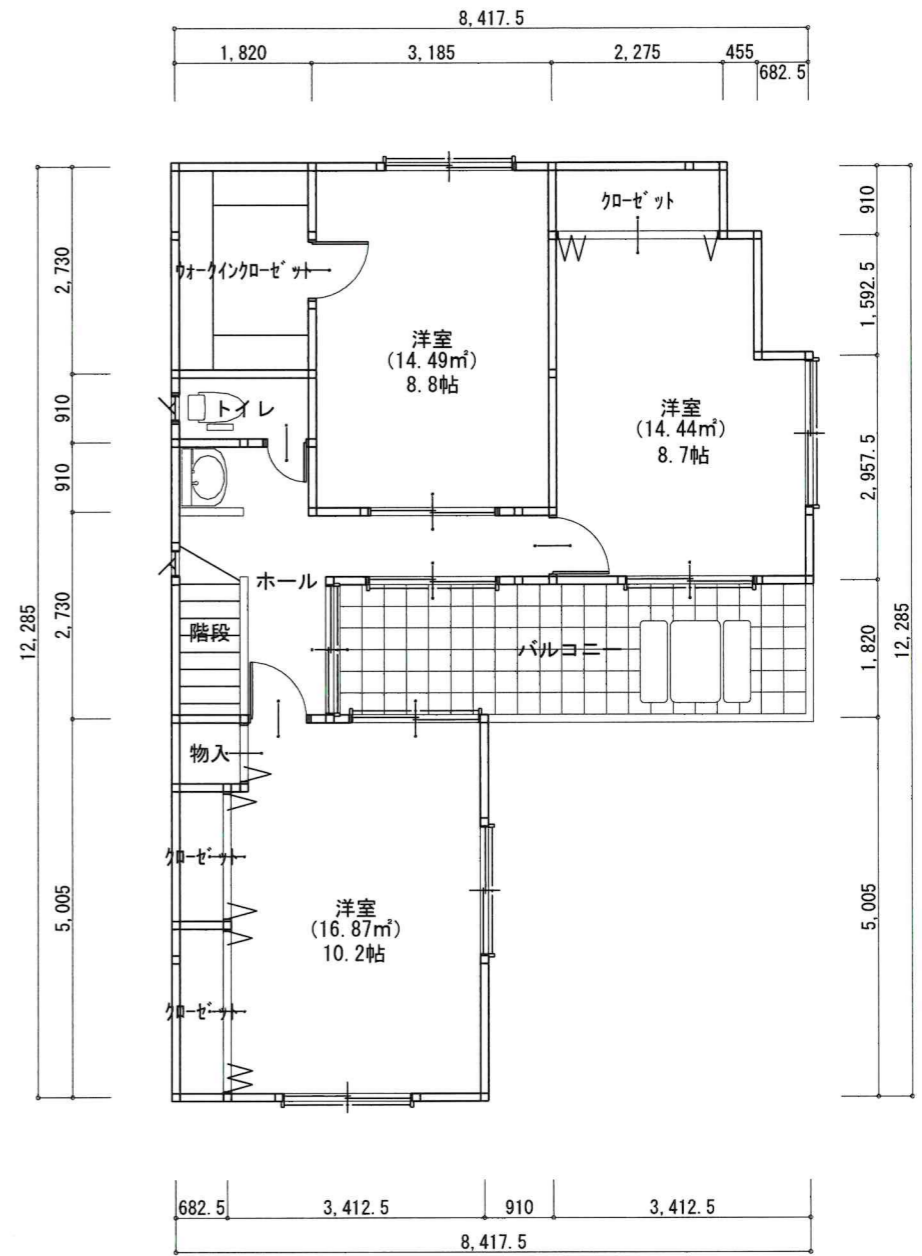 8,417.5
1,820
3,185
2,275
455
682.5
クローゼット
910
2,730
ウォークインクローゼット
1,592.5
洋室
(14.49㎡)
8.8帖
910
トイレ
洋室
(14.44㎡)
8.7帖
2,957.5
910
ホール
12,285
2,730
階段
バルコニー
1,820
12,285
物入
クローゼット
5,005
洋室
(16.87㎡)
10.2帖
5,005
クローゼット
682.5
3,412.5
910
3,412.5
8,417.5